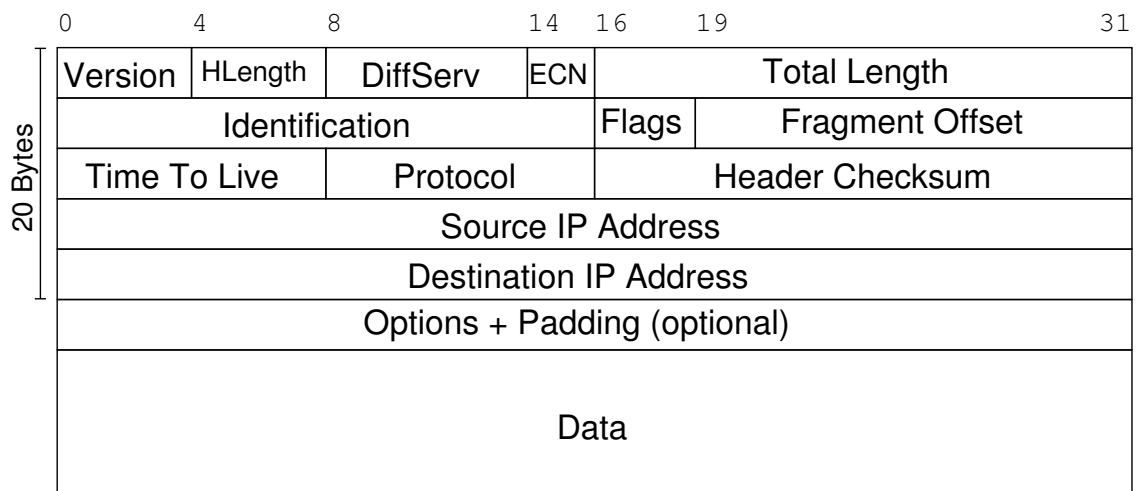 0 4 8 14 16 19 31
Version HLength DiffServ ECN Total Length
Identification Flags Fragment Offset
Time To Live Protocol Header Checksum
20 Bytes
Source IP Address
Destination IP Address
Options + Padding (optional)
Data